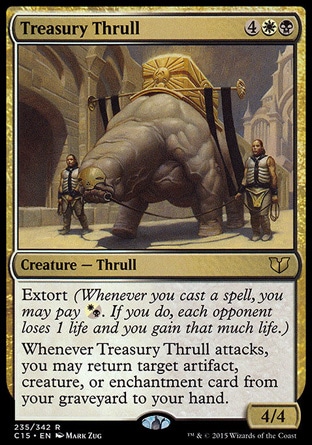 Treasury Thrull 4
Creature — Thrull
Extort (Whenever you cast a spell, you
may pay . If you do, each opponent
loses 1 life and you gain that much life.)
Whenever Treasury Thrull attacks,
you may return target artifact,
creature, or enchantment card from
your graveyard to your hand.
4/4
235/342 R
C15 • EN Mark Zug
™ & © 2015 Wizards of the Coast